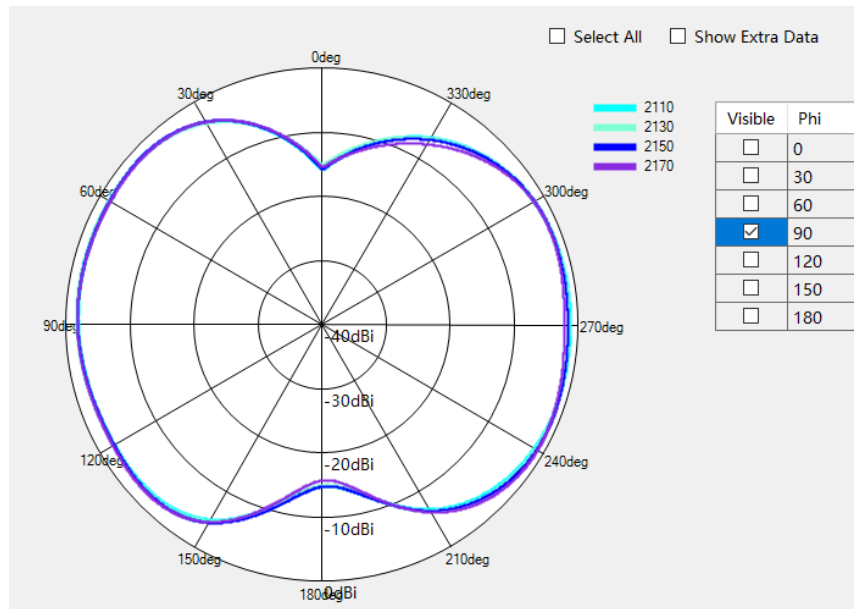 Select All
Show Extra Data
0deg
30deg
330deg
2110
2130
2150
2170
Visible Phi
0
30
60
90
120
150
180
60deg
300deg
90deg
270deg
-40dBi
-30dBi
120deg
240deg
-20dBi
-10dBi
150deg
210deg
180deg
0dBi